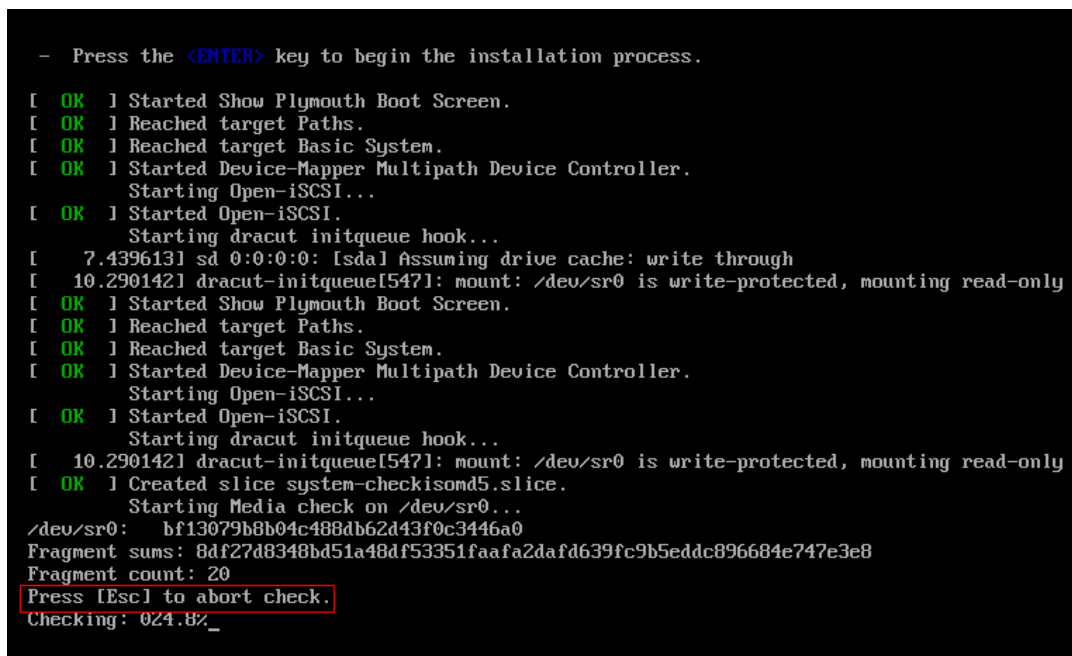 - Press the <ENTER> key to begin the installation process.
[  OK  ] Started Show Plymouth Boot Screen.
[  OK  ] Reached target Paths.
[  OK  ] Reached target Basic System.
[  OK  ] Started Device-Mapper Multipath Device Controller.
Starting Open-iSCSI...
[  OK  ] Started Open-iSCSI.
Starting dracut initqueue hook...
[    7.439613] sd 0:0:0:0: [sda] Assuming drive cache: write through
[   10.290142] dracut-initqueue[547]: mount: /dev/sr0 is write-protected, mounting read-only
[  OK  ] Started Show Plymouth Boot Screen.
[  OK  ] Reached target Paths.
[  OK  ] Reached target Basic System.
[  OK  ] Started Device-Mapper Multipath Device Controller.
Starting Open-iSCSI...
[  OK  ] Started Open-iSCSI.
Starting dracut initqueue hook...
[   10.290142] dracut-initqueue[547]: mount: /dev/sr0 is write-protected, mounting read-only
[  OK  ] Created slice system-checkisomd5.slice.
Starting Media check on /dev/sr0...
/dev/sr0:   bf13079b8b04c488db62d43f0c3446a0
Fragment sums: 8df27d8348bd51a48df53351faafa2dafd639fc9b5eddc896684e747e3e8
Fragment count: 20
Press [Esc] to abort check.
Checking: 024.8%_